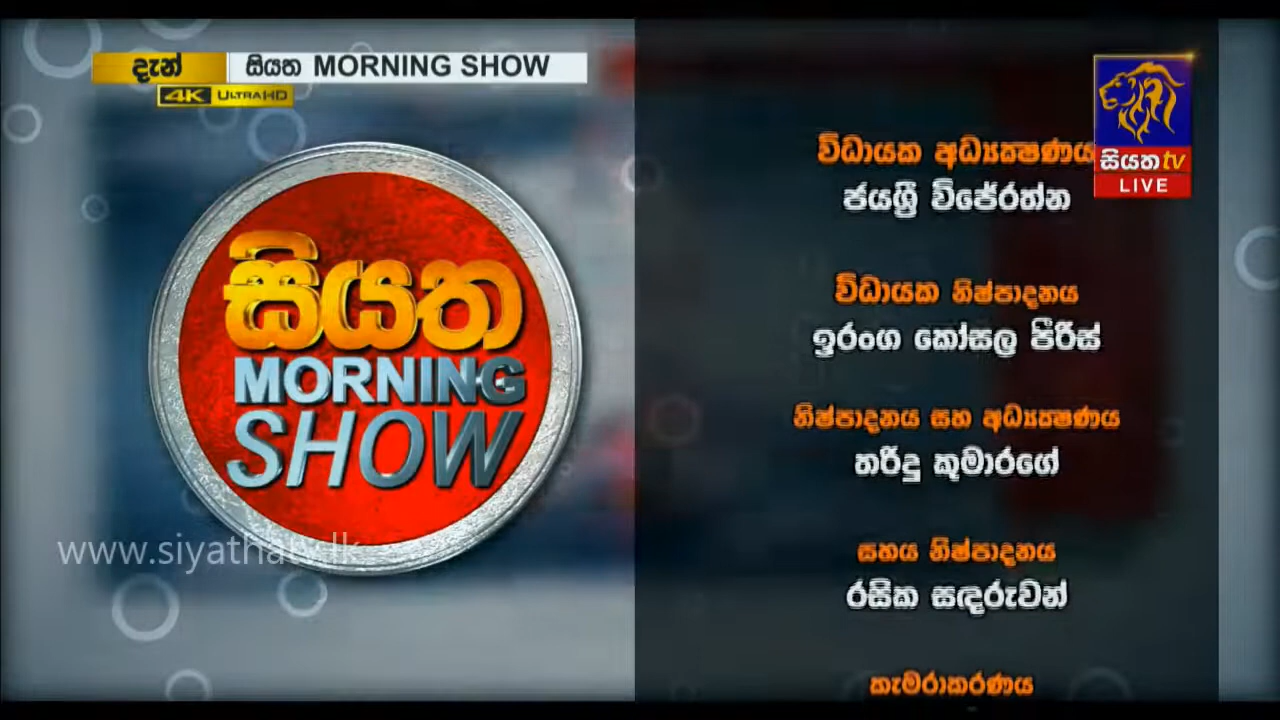 දැන් සියත MORNING SHOW
4K ULTRA HD
සියත
MORNING
SHOW
www.siyathatv.lk
සියත tv
LIVE
විධායක අධ්‍යක්ෂණය
ජයශ්‍රී විජේරත්න
විධායක නිෂ්පාදනය
ඉරංග කෝසල පීරිස්
නිෂ්පාදනය සහ අධ්‍යක්ෂණය
තරිදු කුමාරගේ
සහය නිෂ්පාදනය
රසික සඳරුවන්
කැමරාකරණය